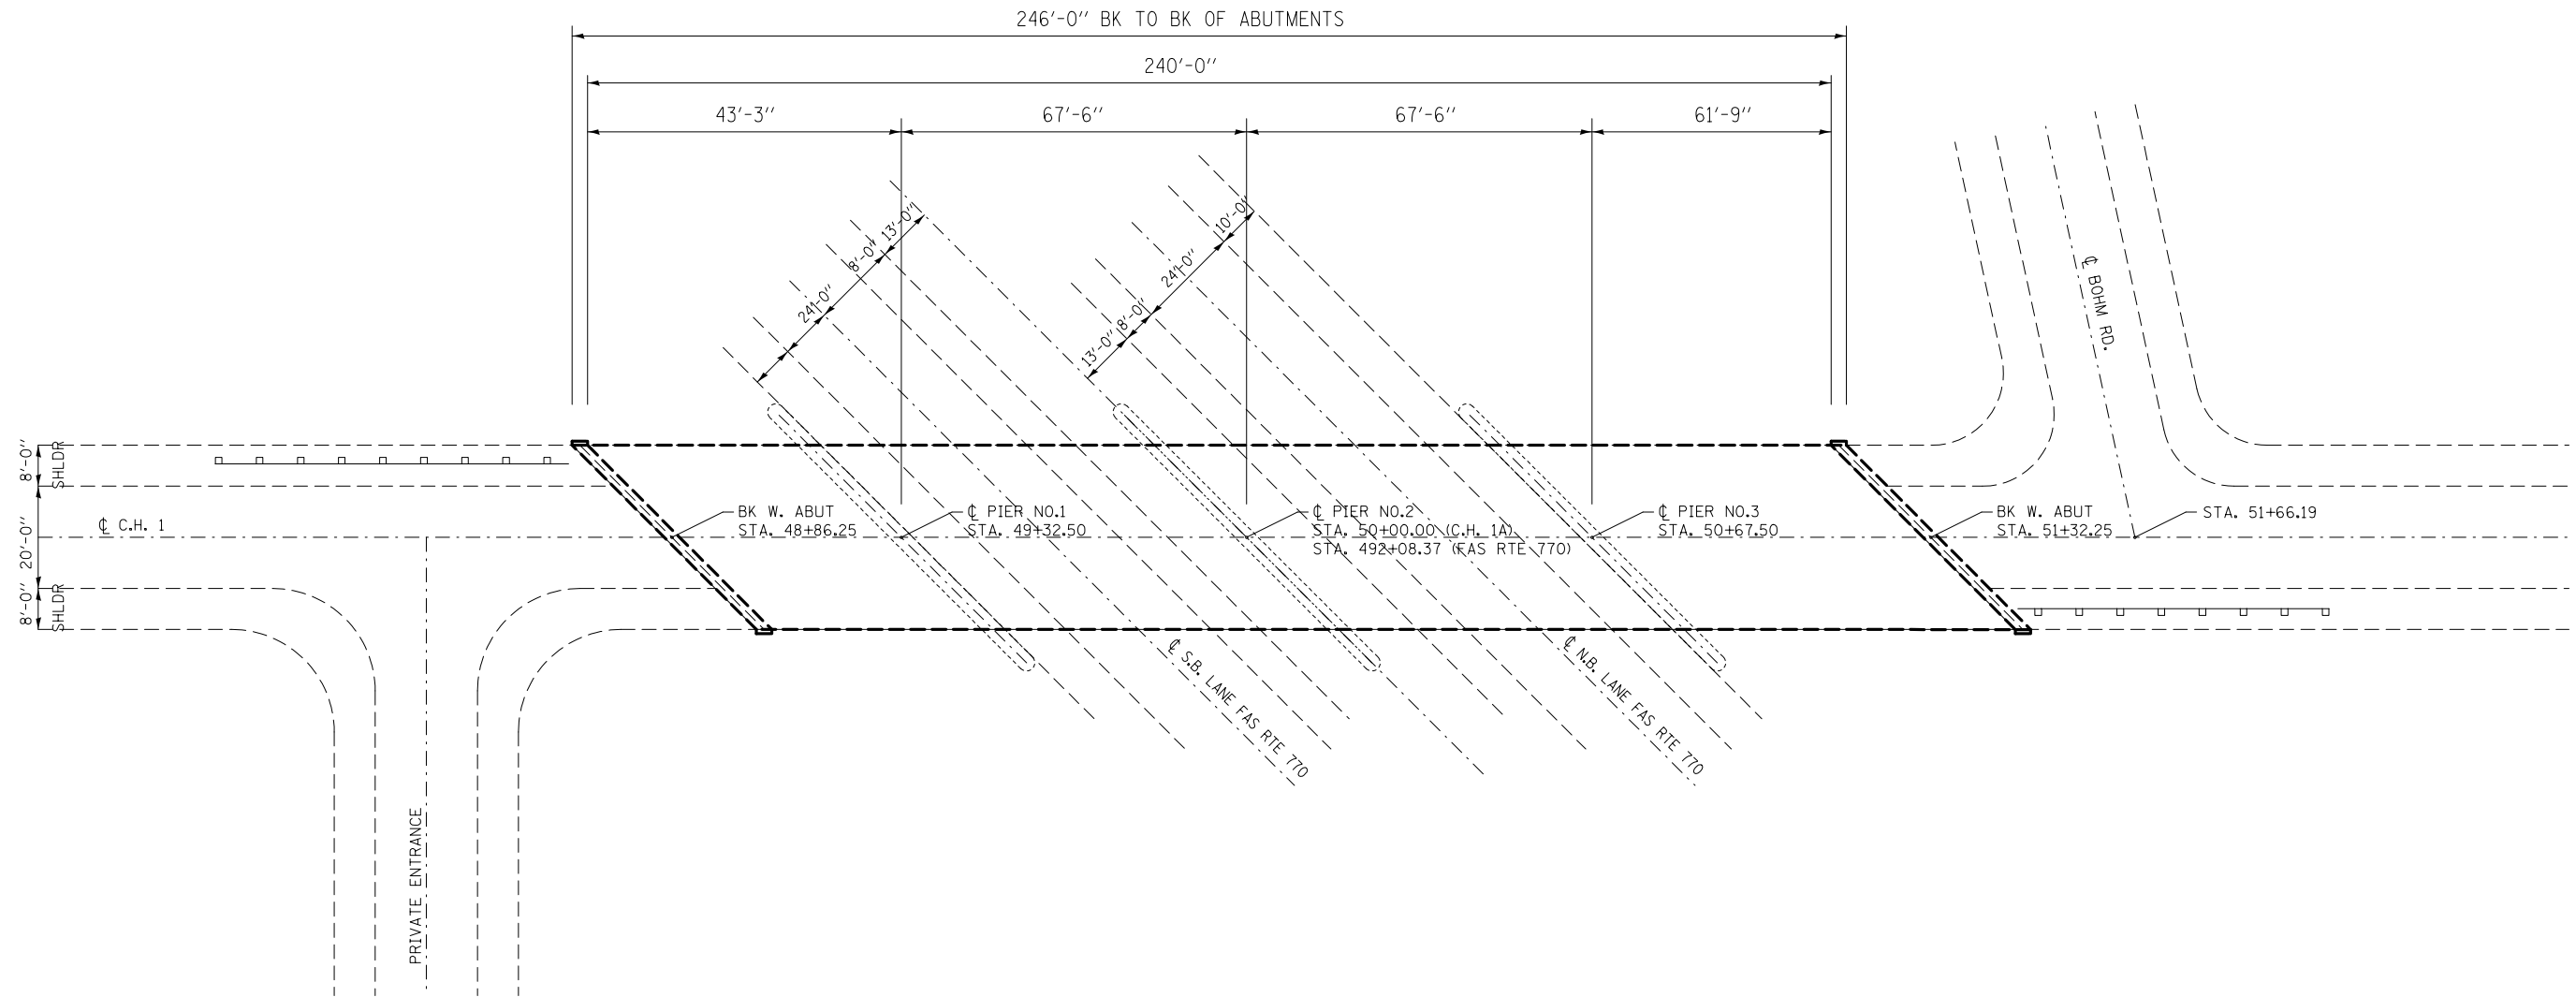 246'-0" BK TO BK OF ABUTMENTS
240'-0"
43'-3"
67'-6"
67'-6"
61'-9"
13'-0"
8'-0"
24'-0"
10'-0"
24'-0"
8'-0"
13'-0"
℄ BOHM RD.
8'-0"
SHLDR
20'-0"
8'-0"
SHLDR
℄ C.H. 1
BK W. ABUT
STA. 48+86.25
℄ PIER NO.1
STA. 49+32.50
℄ PIER NO.2
STA. 50+00.00 (C.H. 1A)
STA. 492+08.37 (FAS RTE 770)
℄ PIER NO.3
STA. 50+67.50
BK W. ABUT
STA. 51+32.25
STA. 51+66.19
℄ S.B. LANE FAS RTE 770
℄ N.B. LANE FAS RTE 770
PRIVATE ENTRANCE